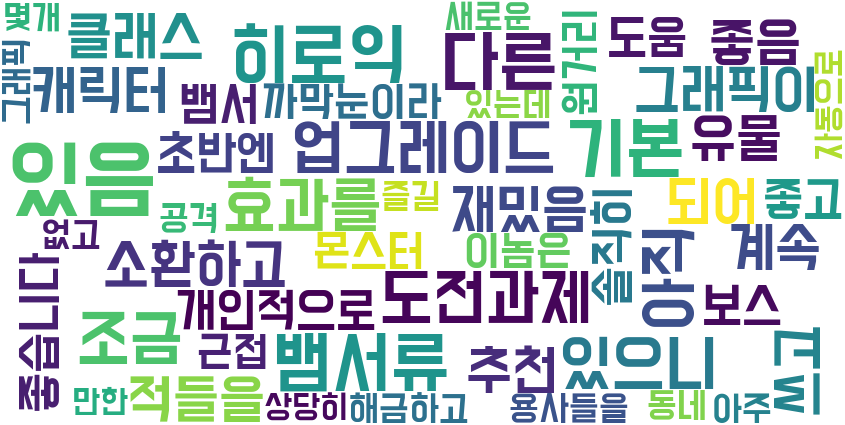 몇개
클래스
히로익
새로운
다른
도움
좋음
그래픽
캐릭터
뱀서
까막눈이라
있는데
원거리
그래픽이
자동으로
초반엔
업그레이드
기본
유물
있음
효과를
즐길
재밌음
솔직히
되어
좋고
공격
없고
소환하고
몬스터
이놈은
아직
계속
좋습니다
개인적으로
도전과제
보스
조금
근접
뱀서류
추천
있으니
쓰고
만한
적들을
상당히
해금하고
용사들을
동네
아주